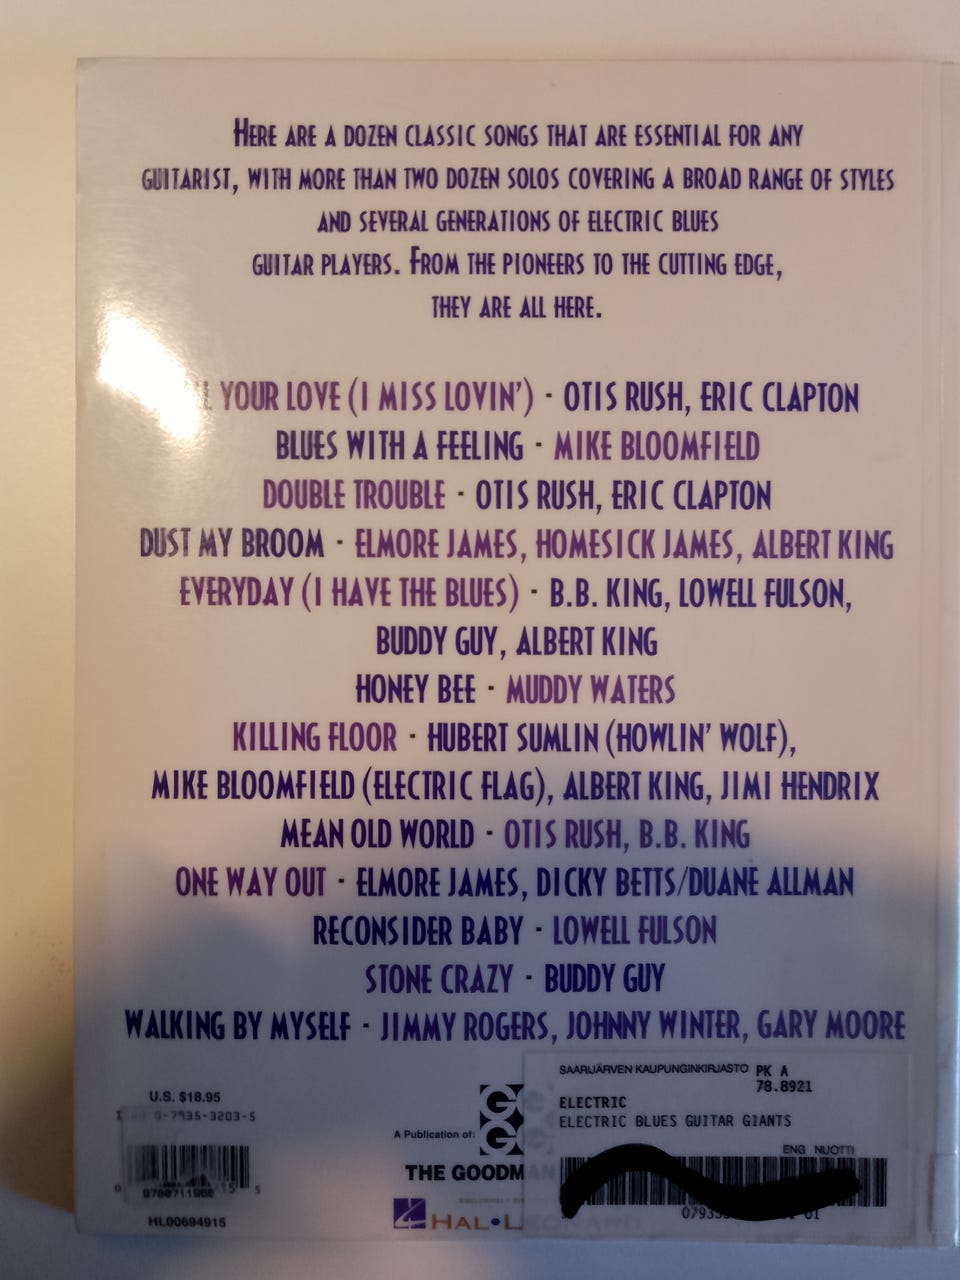 HERE ARE A DOZEN CLASSIC SONGS THAT ARE ESSENTIAL FOR ANY
GUITARIST, WITH MORE THAN TWO DOZEN SOLOS COVERING A BROAD RANGE OF STYLES
AND SEVERAL GENERATIONS OF ELECTRIC BLUES
GUITAR PLAYERS. FROM THE PIONEERS TO THE CUTTING EDGE,
THEY ARE ALL HERE.
YOUR LOVE (I MISS LOVIN') · OTIS RUSH, ERIC CLAPTON
BLUES WITH A FEELING · MIKE BLOOMFIELD
DOUBLE TROUBLE · OTIS RUSH, ERIC CLAPTON
DUST MY BROOM · ELMORE JAMES, HOMESICK JAMES, ALBERT KING
EVERYDAY (I HAVE THE BLUES) · B.B. KING, LOWELL FULSON,
BUDDY GUY, ALBERT KING
HONEY BEE · MUDDY WATERS
KILLING FLOOR · HUBERT SUMLIN (HOWLIN' WOLF),
MIKE BLOOMFIELD (ELECTRIC FLAG), ALBERT KING, JIMI HENDRIX
MEAN OLD WORLD · OTIS RUSH, B.B. KING
ONE WAY OUT · ELMORE JAMES, DICKY BETTS/DUANE ALLMAN
RECONSIDER BABY · LOWELL FULSON
STONE CRAZY · BUDDY GUY
WALKING BY MYSELF · JIMMY ROGERS, JOHNNY WINTER, GARY MOORE
U.S. $18.95
0-7935-3203-5
HL00694915
A Publication of:
GG
THE GOODMAN
HAL·LEONARD
SAARIJÄRVEN KAUPUNGINKIRJASTO PK A
78.8921
ELECTRIC
ELECTRIC BLUES GUITAR GIANTS
ENG NUOTTI